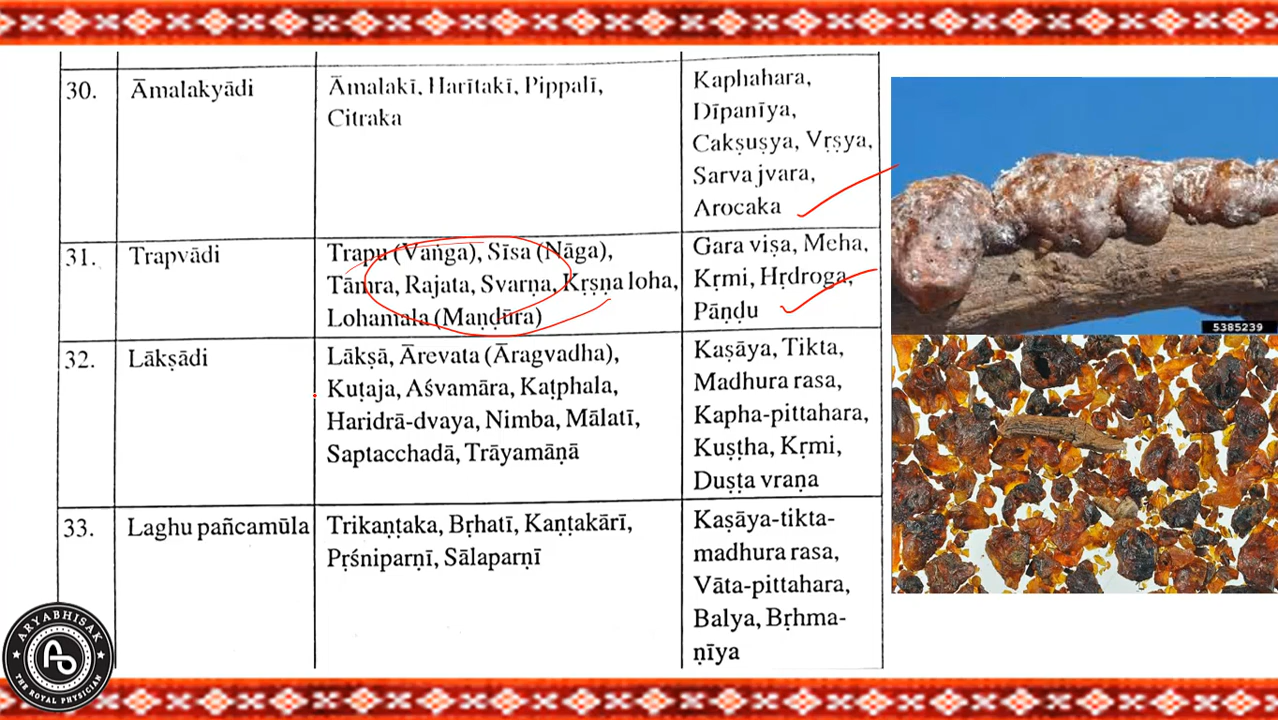 30.
Āmalakyādi
Āmalakī, Harītakī, Pippalī,
Citraka
Kaphahara,
Dīpanīya,
Cakṣuṣya, Vṛṣya,
Sarva jvara,
Arocaka
31.
Trapvādi
Trapu (Vaṅga), Sīsa (Nāga),
Tāmra, Rajata, Svarṇa, Kṛṣṇa loha,
Lohamala (Maṇḍūra)
Gara viṣa, Meha,
Kṛmi, Hṛdroga,
Pāṇḍu
32.
Lākṣādi
Lākṣā, Ārevata (Āragvadha),
Kuṭaja, Aśvamāra, Kaṭphala,
Haridrā-dvaya, Nimba, Mālatī,
Saptacchadā, Trāyamāṇā
Kaṣāya, Tikta,
Madhura rasa,
Kapha-pittahara,
Kuṣṭha, Kṛmi,
Duṣṭa vraṇa
33.
Laghu pañcamūla
Trikaṇṭaka, Bṛhatī, Kaṇṭakārī,
Pṛśniparṇī, Sālaparṇī
Kaṣāya-tikta-
madhura rasa,
Vāta-pittahara,
Balya, Bṛhma-
ṇīya
5385239
ARYABHISAK
THE ROYAL PHYSICIAN